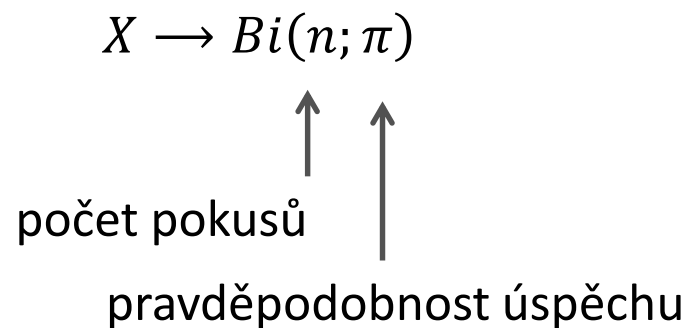 X ⟶ Bi(n; π)
počet pokusů
pravděpodobnost úspěchu